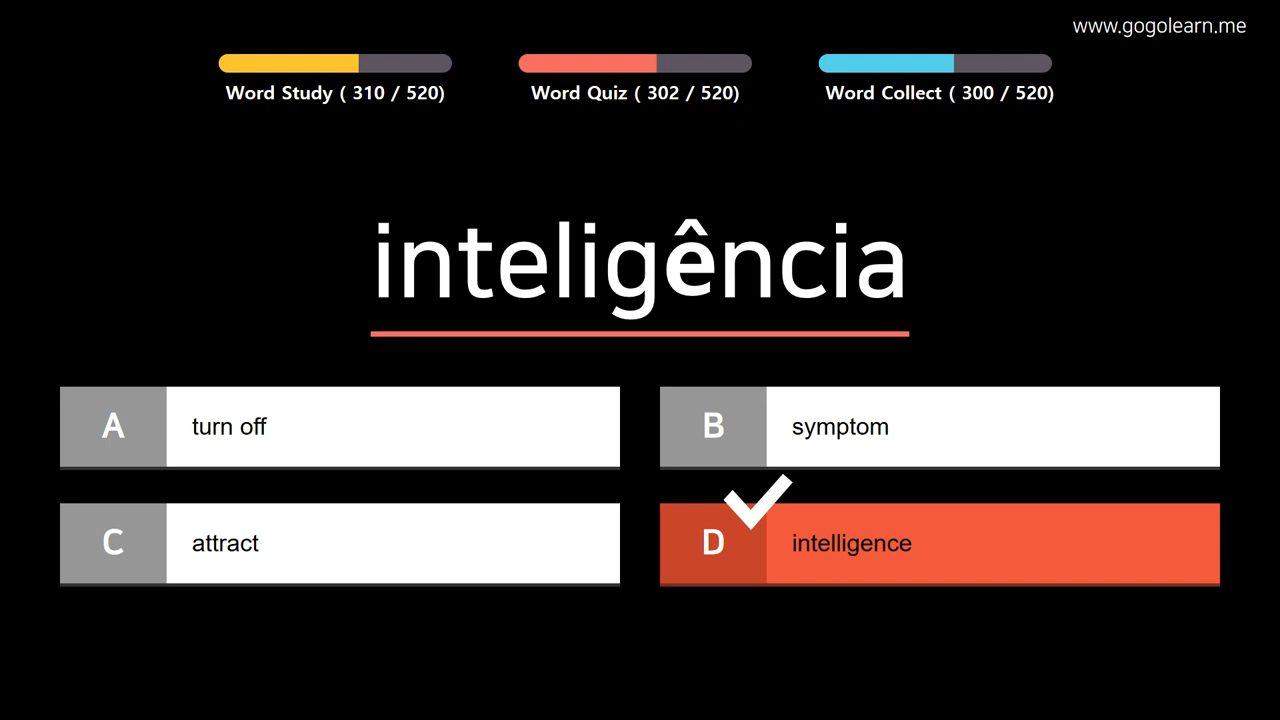 www.gogolearn.me
Word Study ( 310 / 520)
Word Quiz ( 302 / 520)
Word Collect ( 300 / 520)
inteligência
A turn off
B symptom
C attract
D intelligence